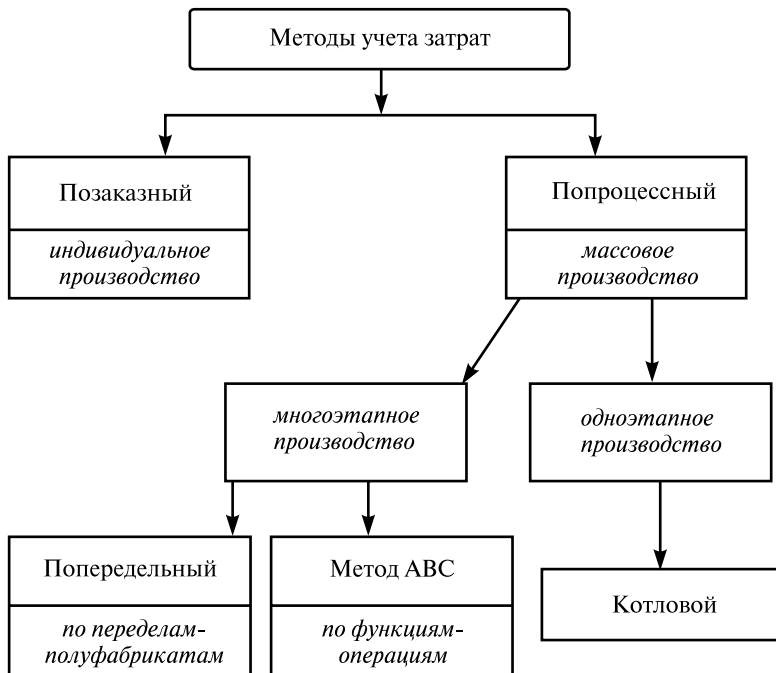 Методы учета затрат
Позаказный
индивидуальное
производство
Попроцессный
массовое
производство
многоэтапное
производство
одноэтапное
производство
Попередельный
по переделам-
полуфабрикатам
Метод АВС
по функциям-
операциям
Котловой